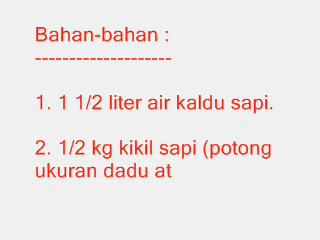 Bahan-bahan :
--------------------
1. 1 1/2 liter air kaldu sapi.
2. 1/2 kg kikil sapi (potong
ukuran dadu at